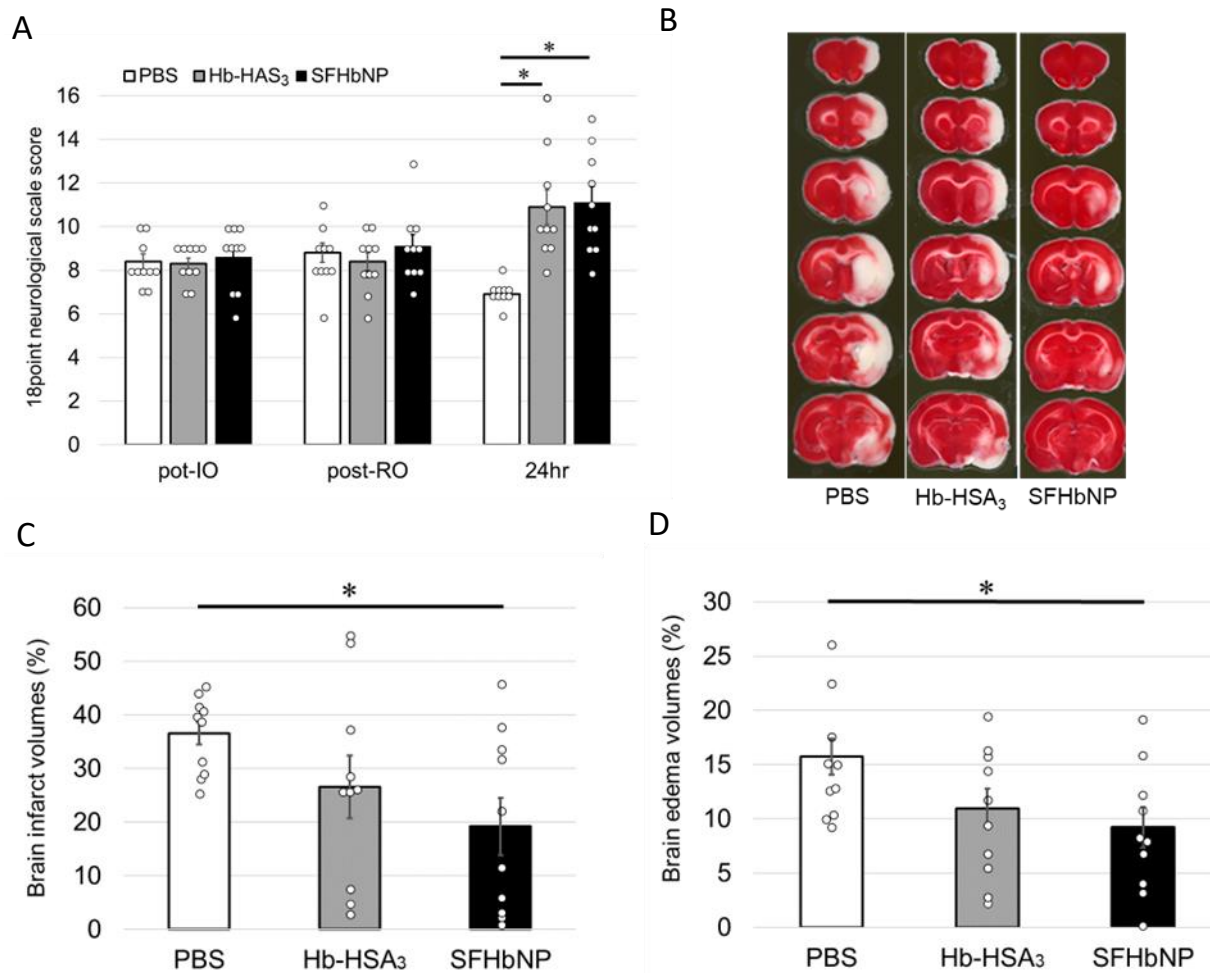 A
PBS Hb-HAS3 SFHbNP
*
*
18point neurological scale score
16
14
12
10
8
6
4
2
0
pot-IO post-RO 24hr
B
PBS Hb-HSA3 SFHbNP
C
*
Brain infarct volumes (%)
60
50
40
30
20
10
0
PBS Hb-HSA3 SFHbNP
D
*
Brain edema volumes (%)
30
25
20
15
10
5
0
PBS Hb-HSA3 SFHbNP